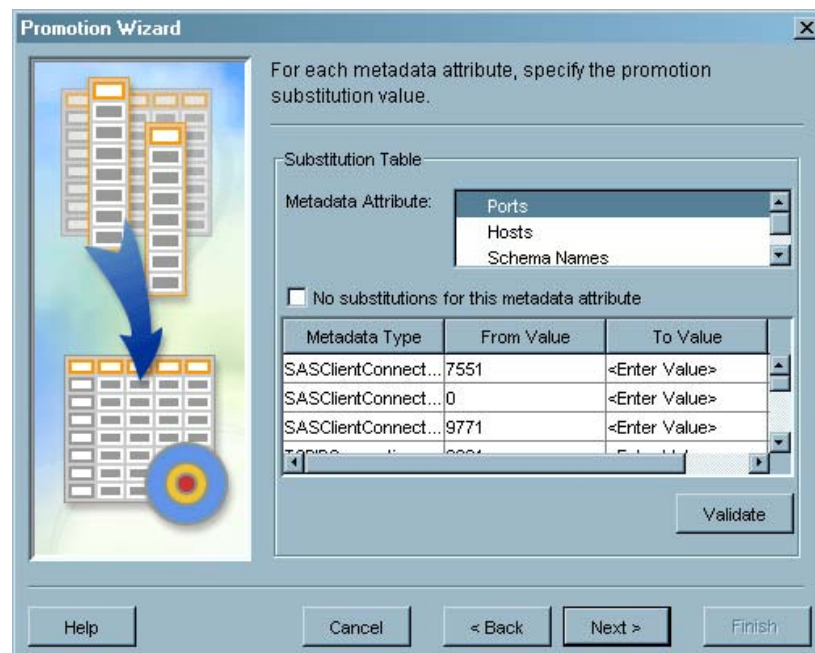 Promotion Wizard
For each metadata attribute, specify the promotion
substitution value.
Substitution Table
Metadata Attribute:
Ports
Hosts
Schema Names
No substitutions for this metadata attribute
Metadata Type From Value To Value
SASClientConnect... 7551 <Enter Value>
SASClientConnect... 0 <Enter Value>
SASClientConnect... 9771 <Enter Value>
Validate
Help Cancel < Back Next > Finish